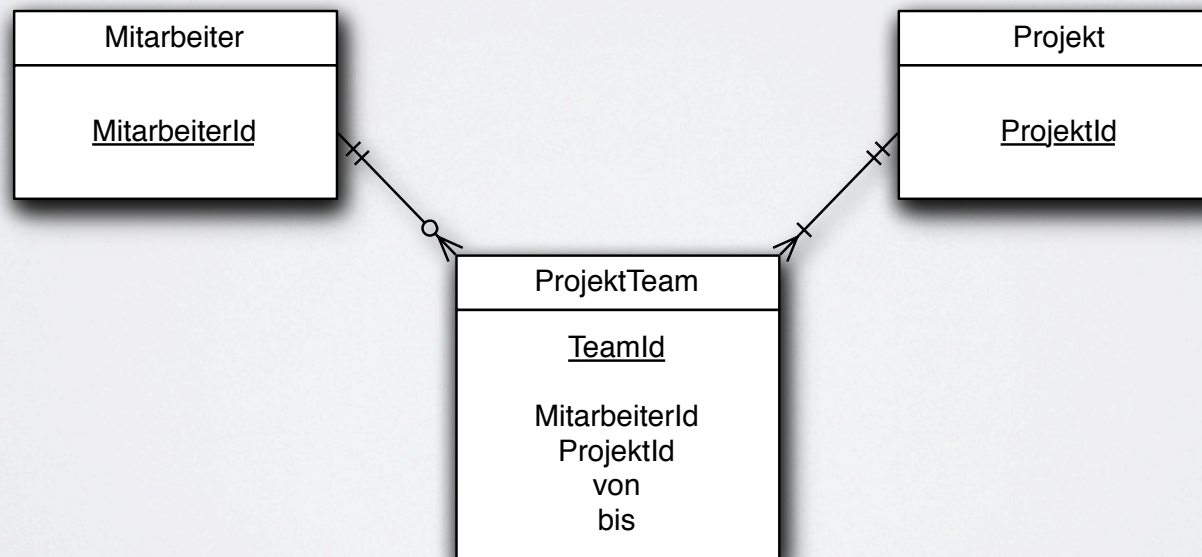 Mitarbeiter
MitarbeiterId
Projekt
ProjektId
ProjektTeam
TeamId
MitarbeiterId
ProjektId
von
bis